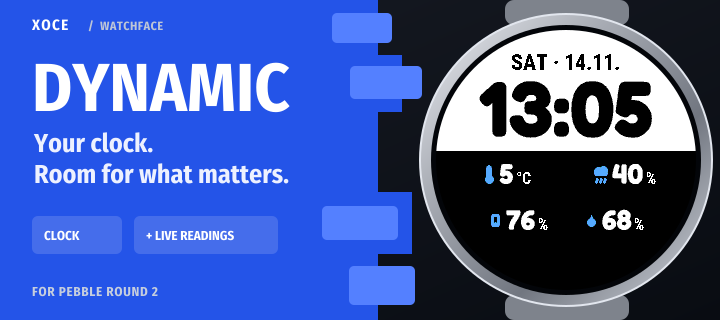 XOCE / WATCHFACE
DYNAMIC
Your clock.
Room for what matters.
CLOCK
+ LIVE READINGS
FOR PEBBLE ROUND 2
SAT · 14.11.
13:05
5 °C
40 %
76 %
68 %